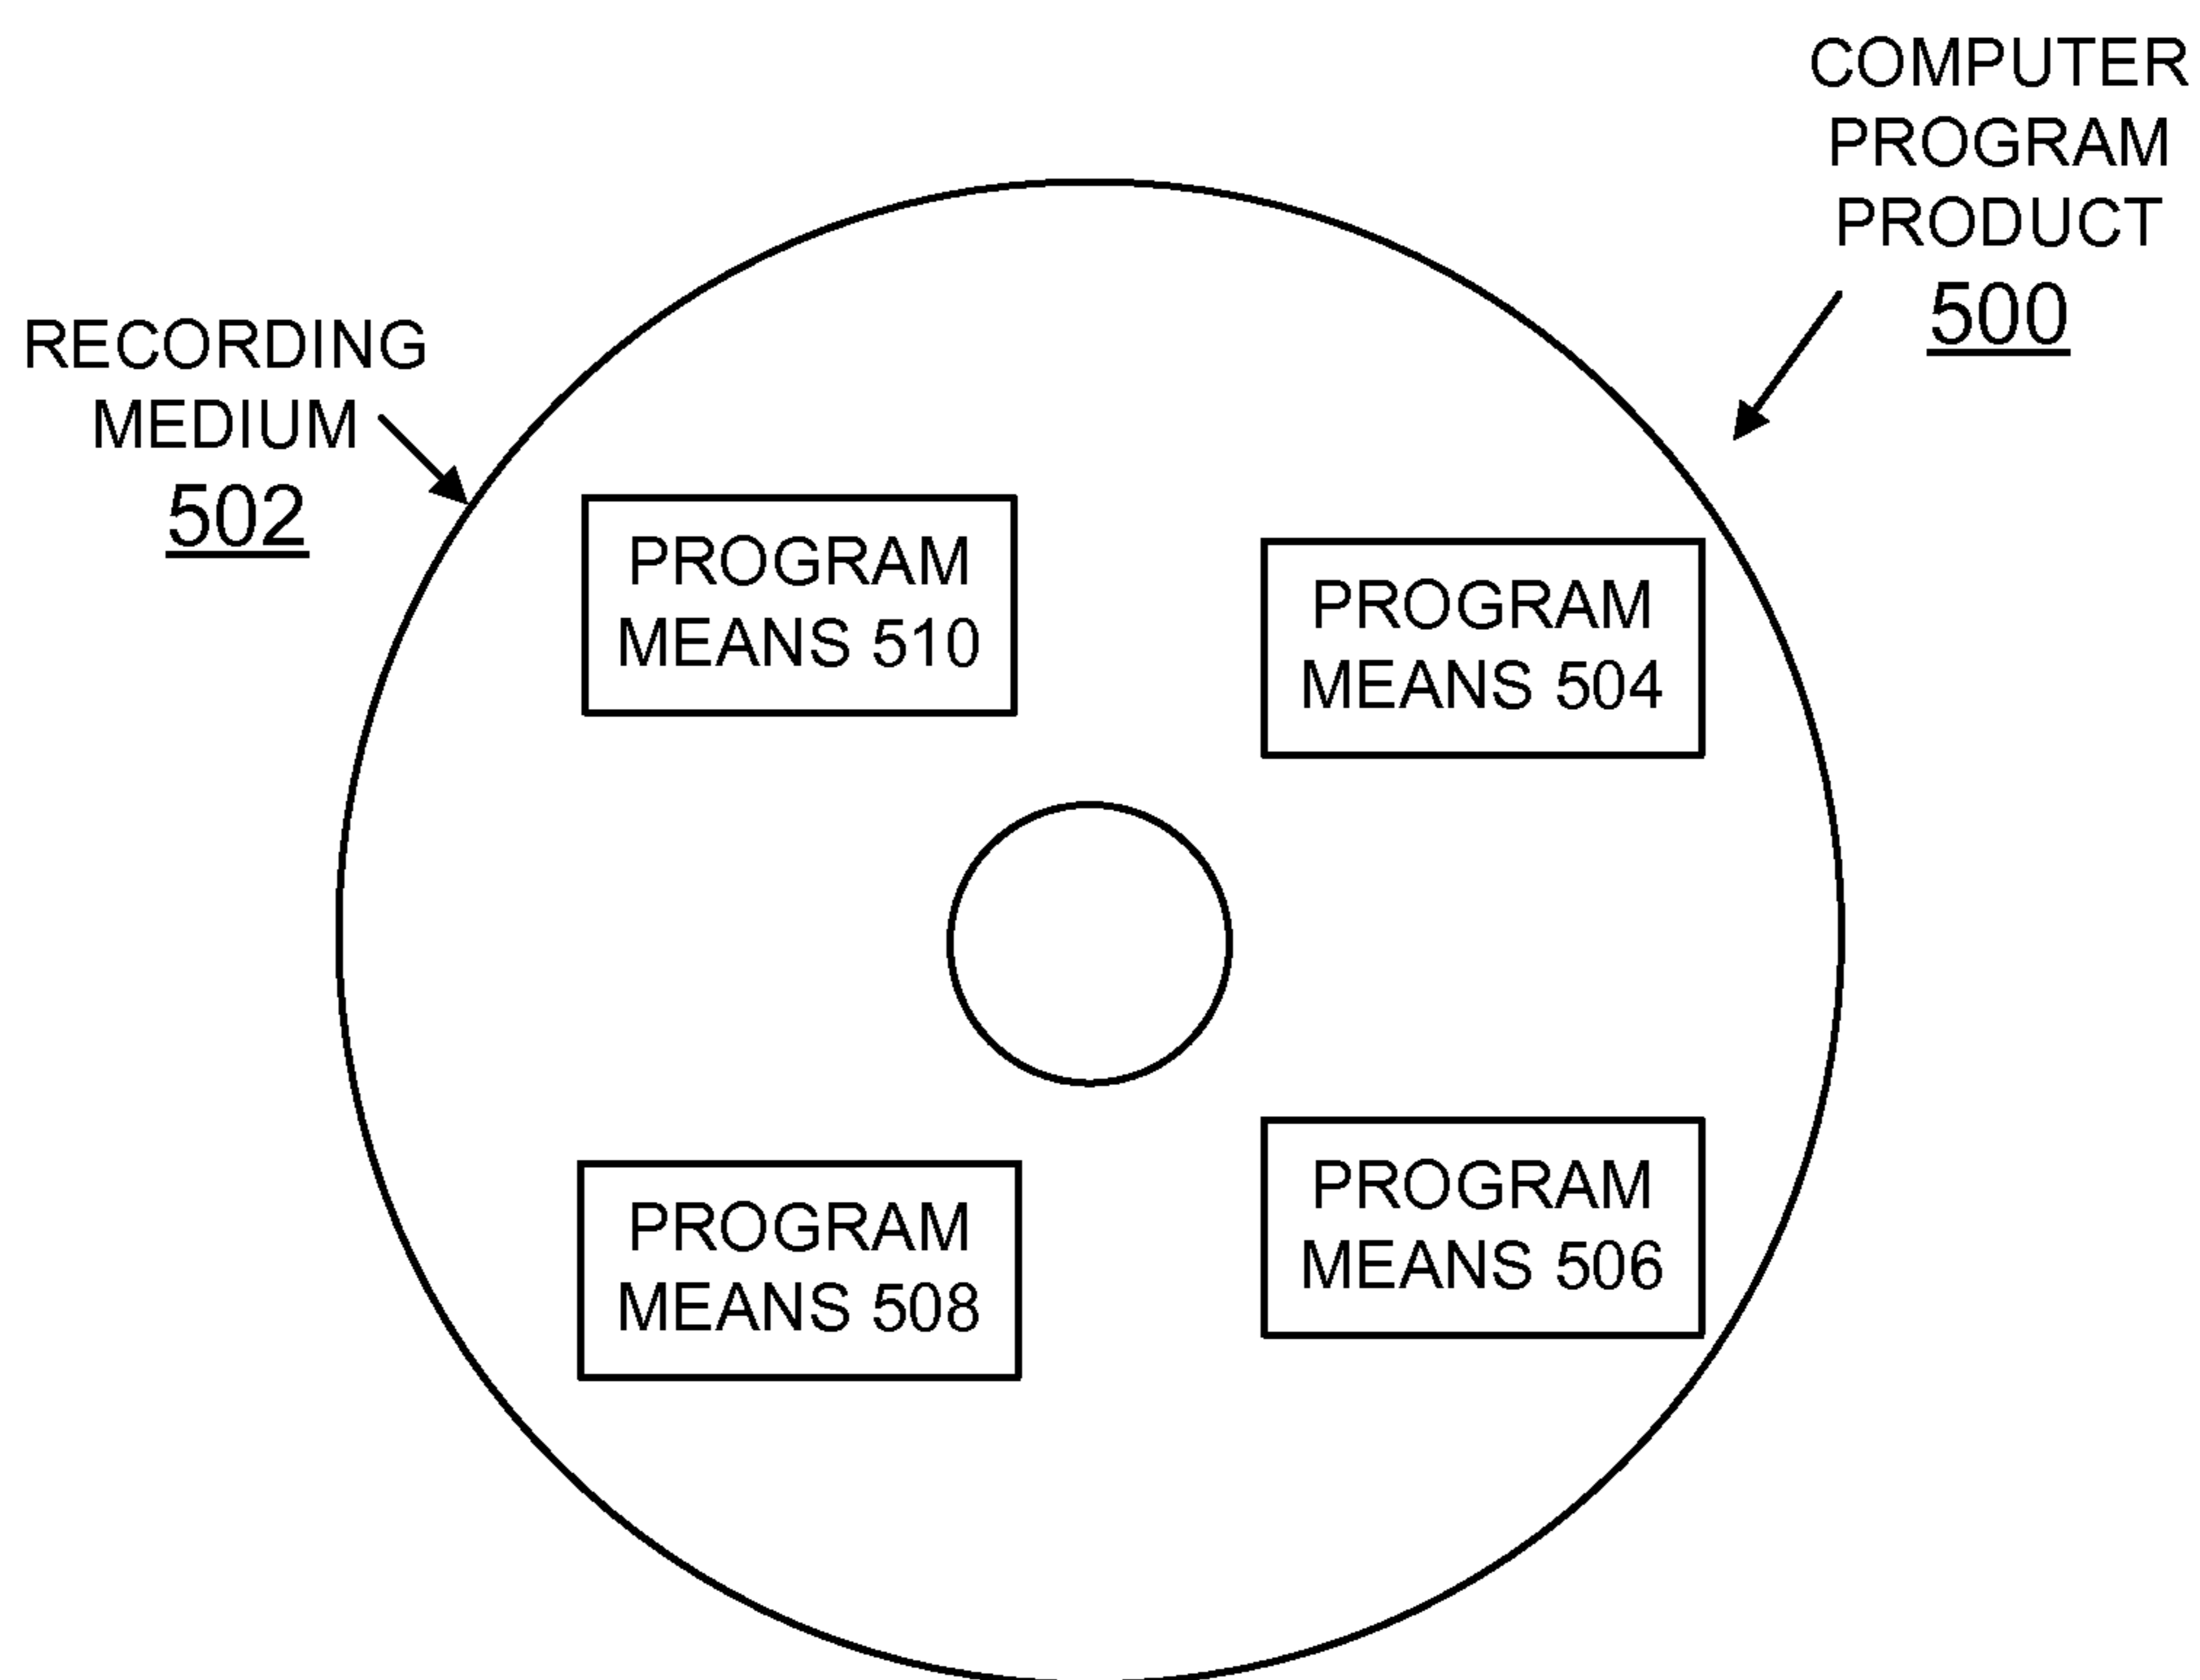 COMPUTER
PROGRAM
PRODUCT
500
RECORDING
MEDIUM
502
PROGRAM
MEANS 510
PROGRAM
MEANS 504
PROGRAM
MEANS 508
PROGRAM
MEANS 506